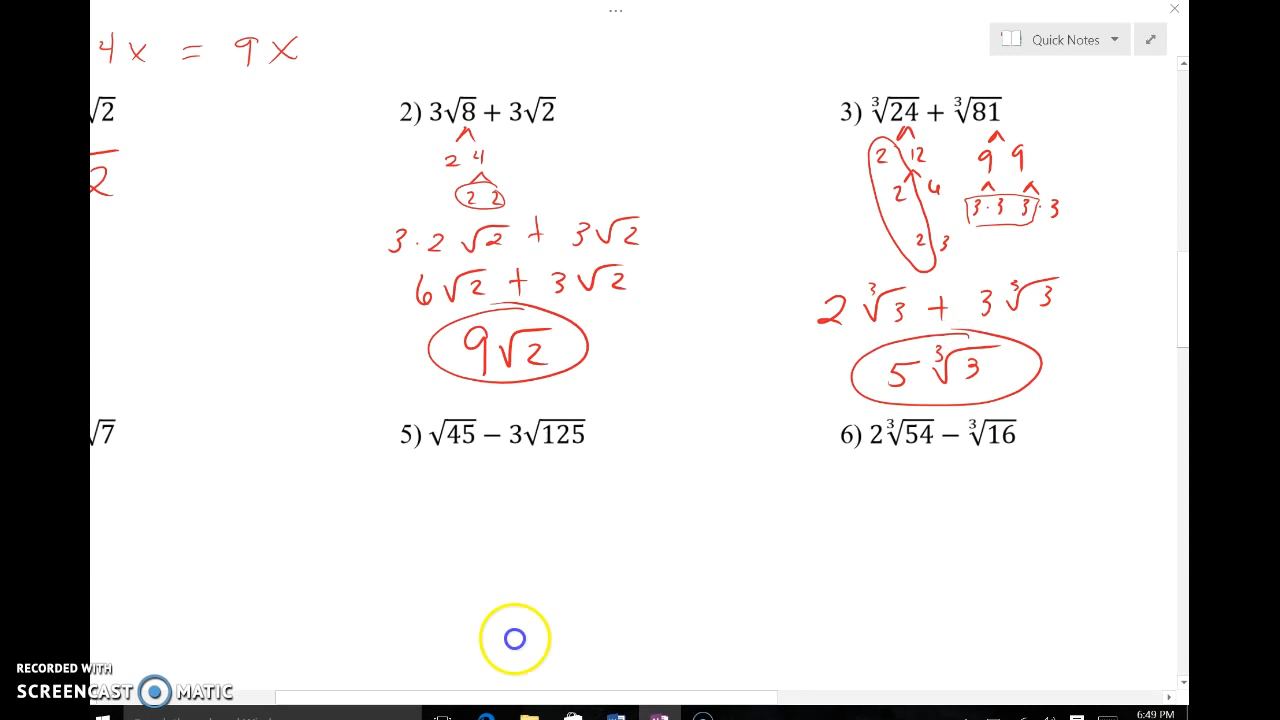 4x = 9x
Quick Notes
√2
2) 3√8 + 3√2
3) ∛24 + ∛81
2 4
2 2
2 12
9 9
2 6
3·3 3·3
2 3
√2
3·2√2 + 3√2
6√2 + 3√2
9√2
2∛3 + 3∛3
5∛3
√7
5) √45 − 3√125
6) 2∛54 − ∛16
RECORDED WITH
SCREENCAST MATIC
6:49 PM